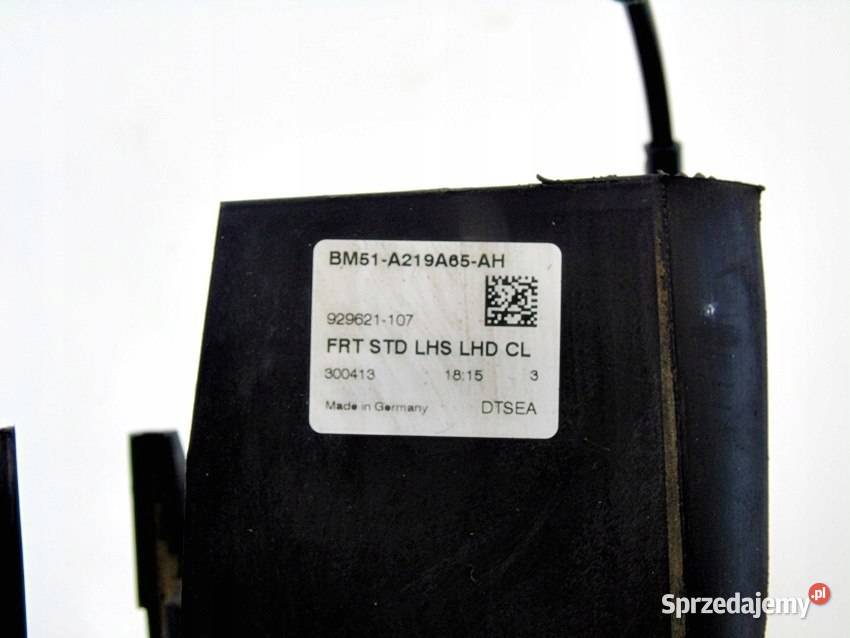 BM51-A219A65-AH
929621-107
FRT STD LHS LHD CL
300413 18:15 3
Made in Germany DTSEA
Sprzedajemy.pl